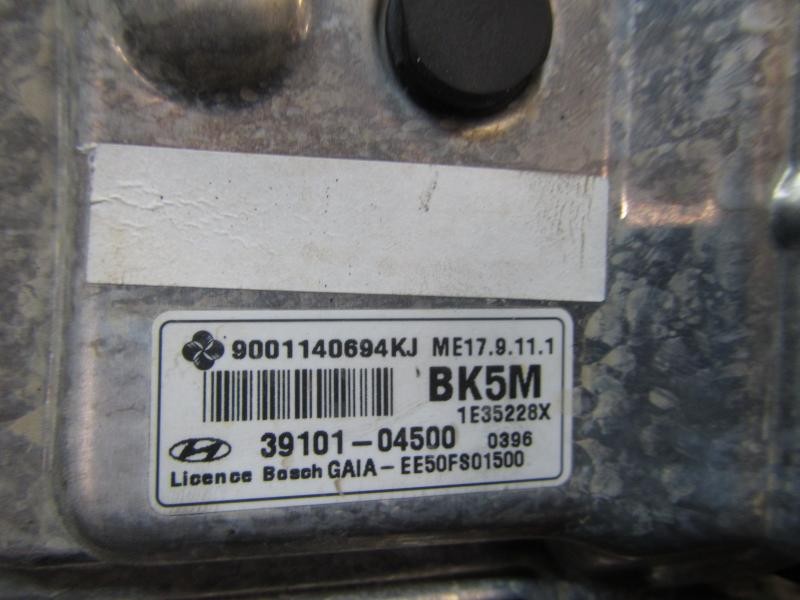 9001140694KJ ME17.9.11.1
BK5M
1E35228X
39101-04500 0396
Licence Bosch GAIA-EE50FS01500